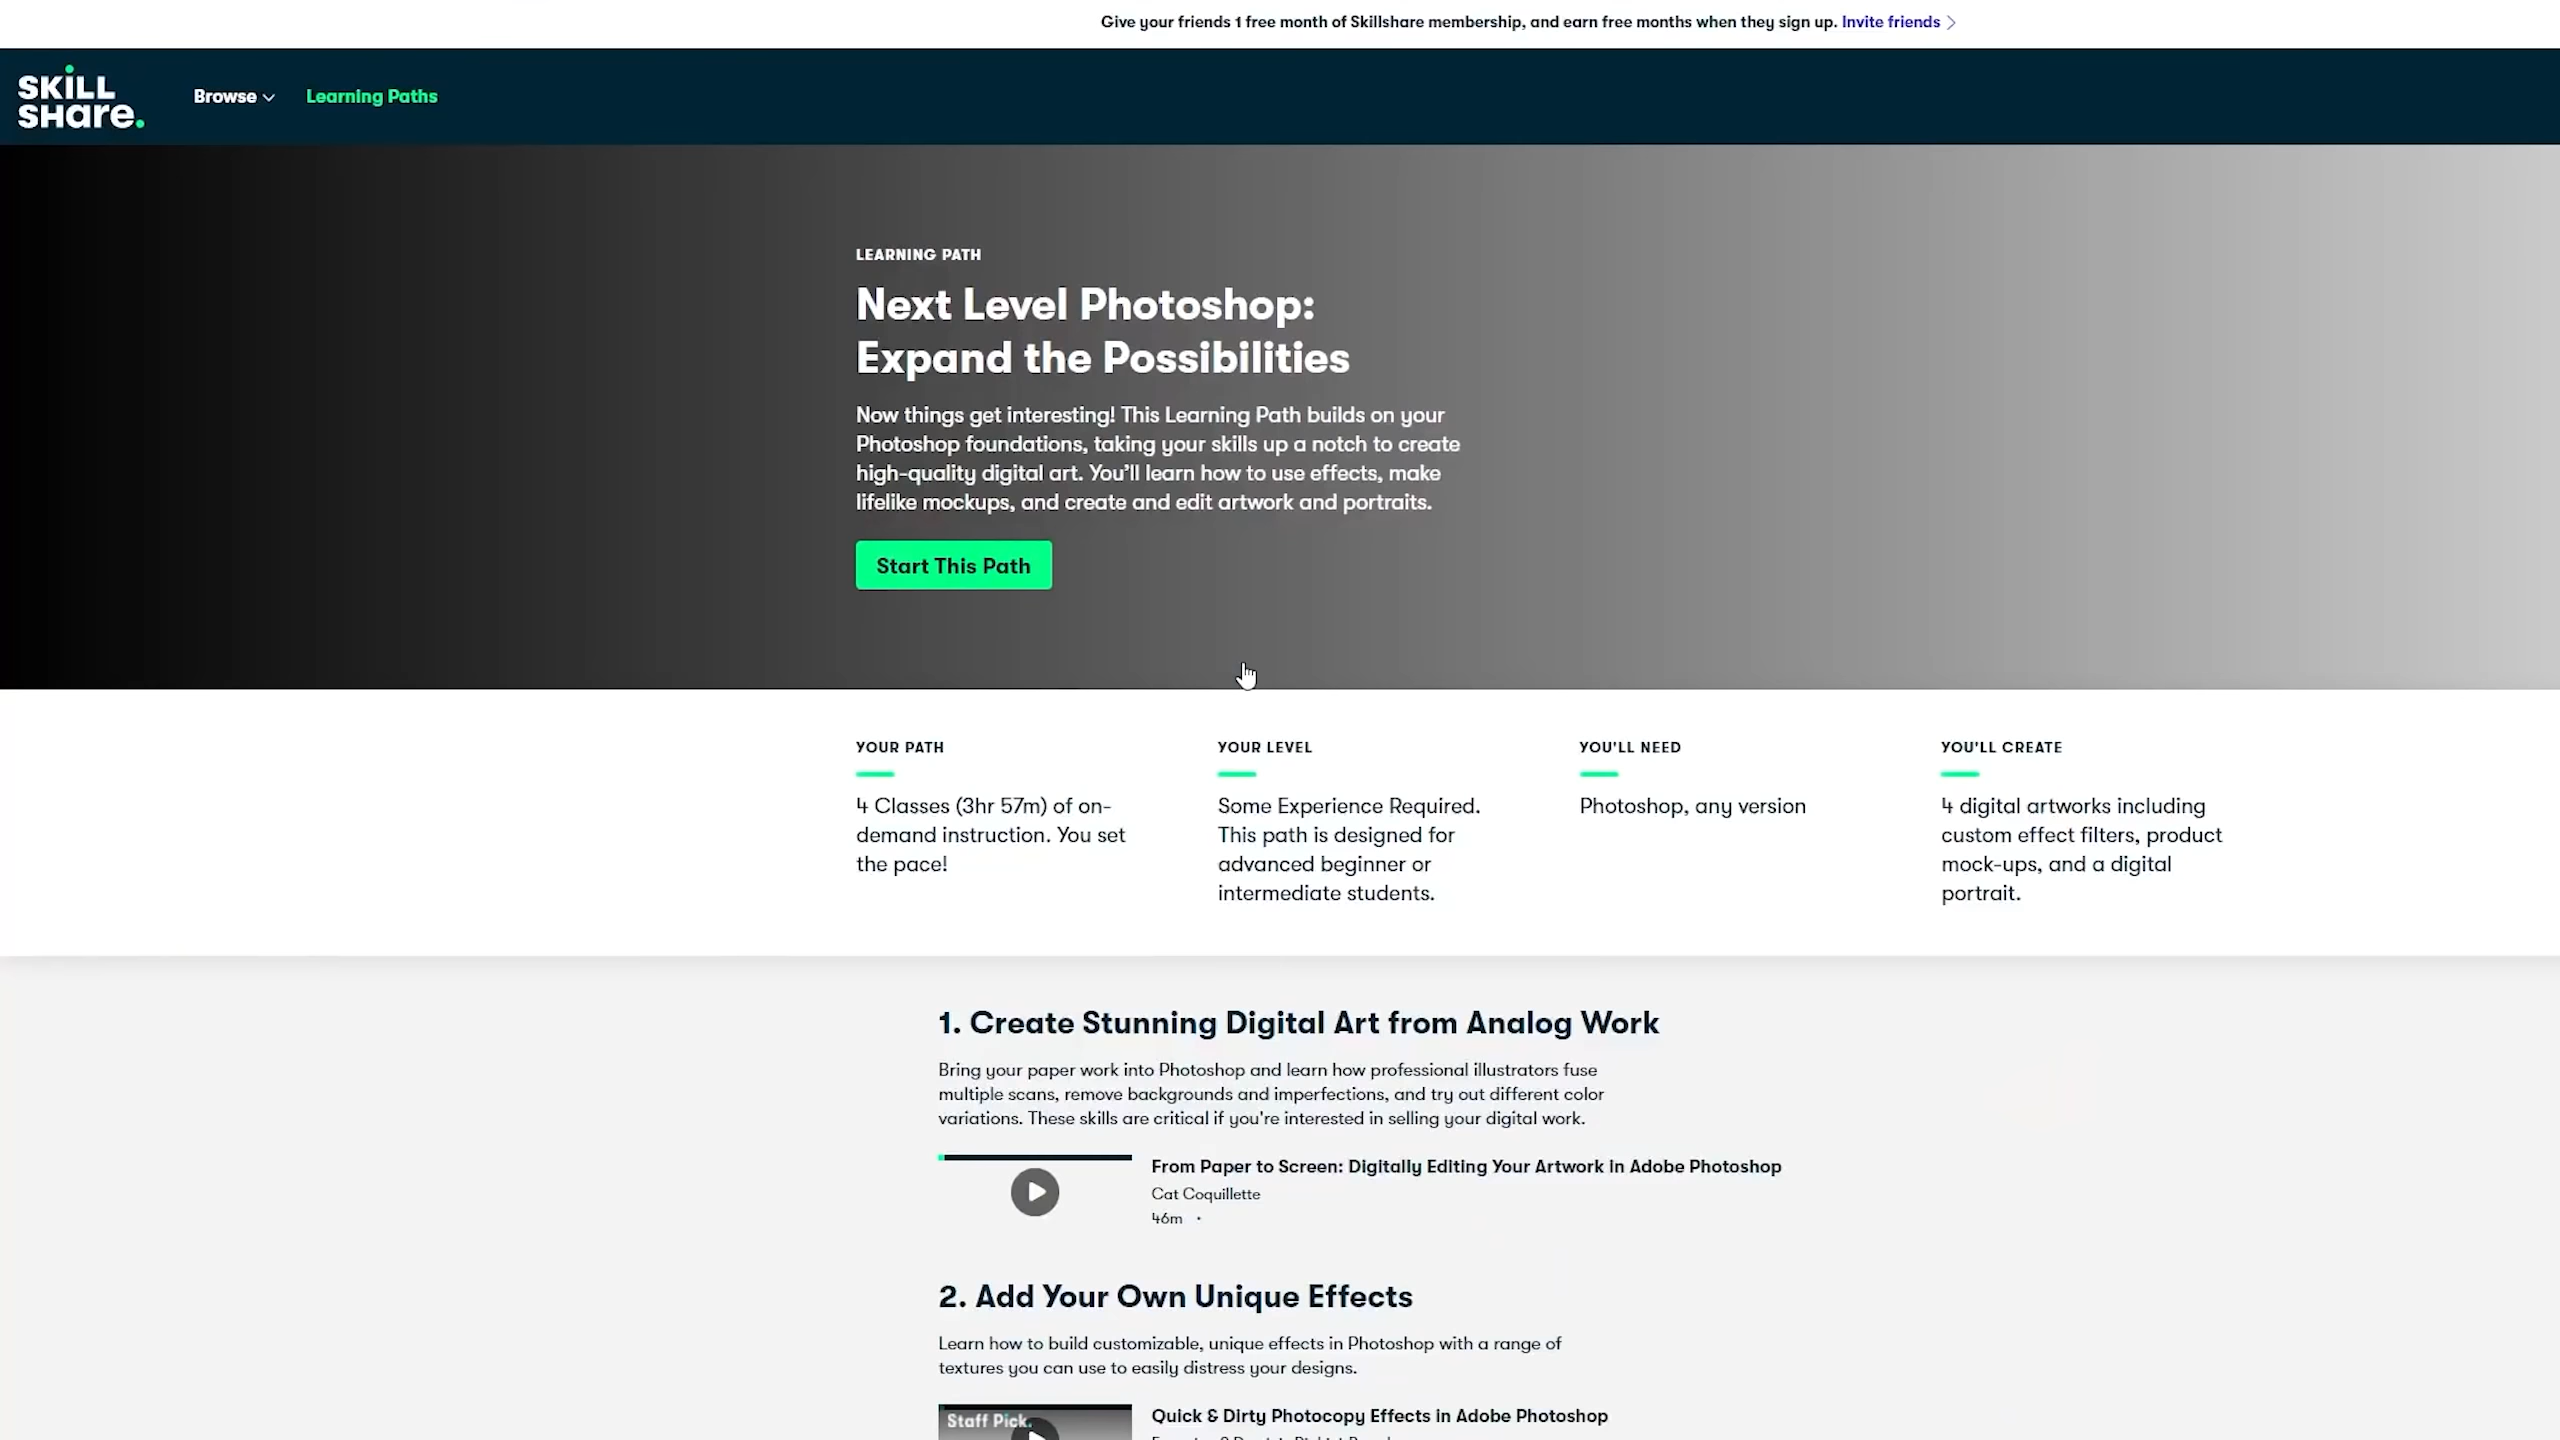 Give your friends 1 free month of Skillshare membership, and earn free months when they sign up. Invite friends
SKILL
SHare.
Browse
Learning Paths
LEARNING PATH
Next Level Photoshop:
Expand the Possibilities
Now things get interesting! This Learning Path builds on your
Photoshop foundations, taking your skills up a notch to create
high-quality digital art. You’ll learn how to use effects, make
lifelike mockups, and create and edit artwork and portraits.
Start This Path
YOUR PATH
4 Classes (3hr 57m) of on-
demand instruction. You set
the pace!
YOUR LEVEL
Some Experience Required.
This path is designed for
advanced beginner or
intermediate students.
YOU'LL NEED
Photoshop, any version
YOU'LL CREATE
4 digital artworks including
custom effect filters, product
mock-ups, and a digital
portrait.
1. Create Stunning Digital Art from Analog Work
Bring your paper work into Photoshop and learn how professional illustrators fuse
multiple scans, remove backgrounds and imperfections, and try out different color
variations. These skills are critical if you're interested in selling your digital work.
From Paper to Screen: Digitally Editing Your Artwork in Adobe Photoshop
Cat Coquillette
46m ·
2. Add Your Own Unique Effects
Learn how to build customizable, unique effects in Photoshop with a range of
textures you can use to easily distress your designs.
Staff Pick.
Quick & Dirty Photocopy Effects in Adobe Photoshop